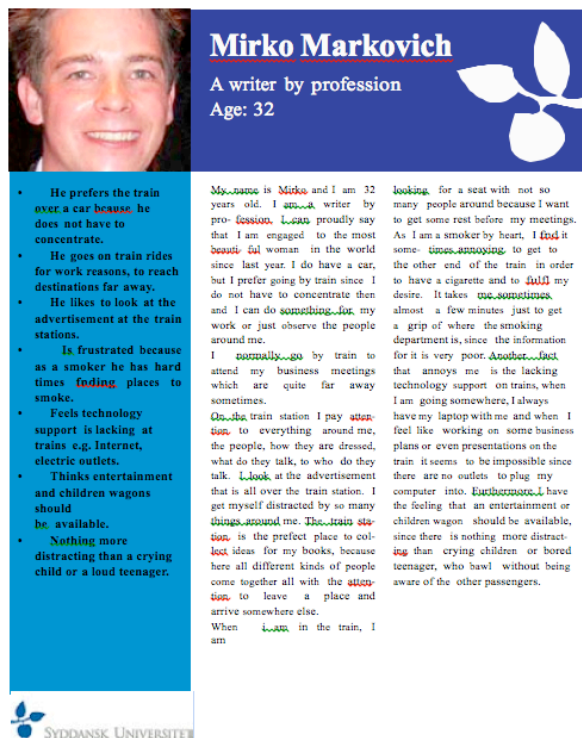 Mirko Markovich
A writer by profession
Age: 32
• He prefers the train
over a car beause he
does not have to
concentrate.
• He goes on train rides
for work reasons, to reach
destinations far away.
• He likes to look at the
advertisement at the train
stations.
• Is frustrated because
as a smoker he has hard
times fnding places to
smoke.
• Feels technology
support is lacking at
trains e.g. Internet,
electric outlets.
• Thinks entertainment
and children wagons
should
be available.
• Nothing more
distracting than a crying
child or a loud teenager.
My name is Mirko and I am 32
years old. I am a writer by
pro- fession. I can proudly say
that I am engaged to the most
beauti- ful woman in the world
since last year. I do have a car,
but I prefer going by train since I
do not have to concentrate then
and I can do something for my
work or just observe the people
around me.
I normally go by train to
attend my business meetings
which are quite far away
sometimes.
On the train station I pay atten-
tion to everything around me,
the people, how they are dressed,
what do they talk, to who do they
talk. I look at the advertisement
that is all over the train station. I
get myself distracted by so many
things around me. The train sta-
tion is the prefect place to col-
lect ideas for my books, because
here all different kinds of people
come together all with the atten-
tion to leave a place and
arrive somewhere else.
When i am in the train, I
am
looking for a seat with not so
many people around because I want
to get some rest before my meetings.
As I am a smoker by heart, I fnd it
some- times annoying to get to
the other end of the train in order
to have a cigarette and to fulfl my
desire. It takes me sometimes
almost a few minutes just to get
a grip of where the smoking
department is, since the information
for it is very poor. Another fact
that annoys me is the lacking
technology support on trains, when
I am going somewhere, I always
have my laptop with me and when I
feel like working on some business
plans or even presentations on the
train it seems to be impossible since
there are no outlets to plug my
computer into. Furthermore I have
the feeling that an entertainment or
children wagon should be available,
since there is nothing more distract-
ing than crying children or bored
teenager, who bawl without being
aware of the other passengers.
SYDDANSK UNIVERSITET